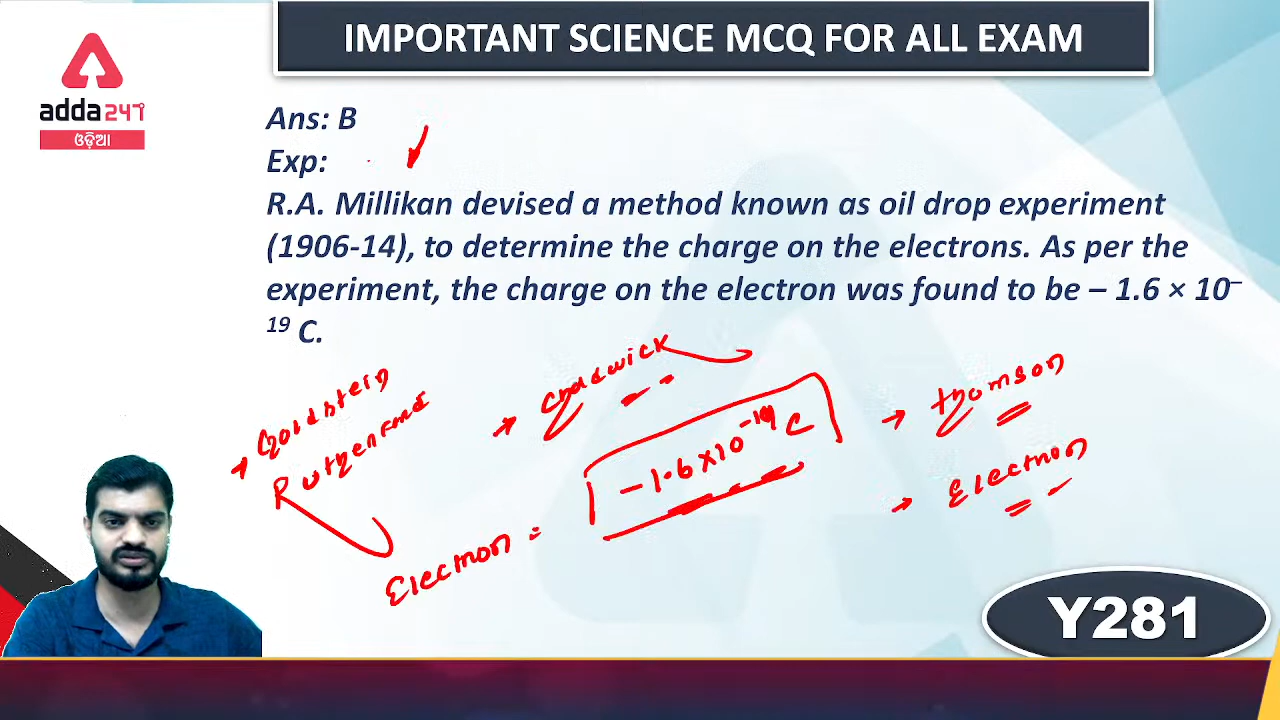 IMPORTANT SCIENCE MCQ FOR ALL EXAM
adda247
ଓଡ଼ିଆ
Ans: B
Exp:
R.A. Millikan devised a method known as oil drop experiment
(1906-14), to determine the charge on the electrons. As per the
experiment, the charge on the electron was found to be – 1.6 × 10–
19 C.
Goldstein
Rutherford
Chadwick
Thomson
Electron = -1.6×10-19 C
Electron
Y281